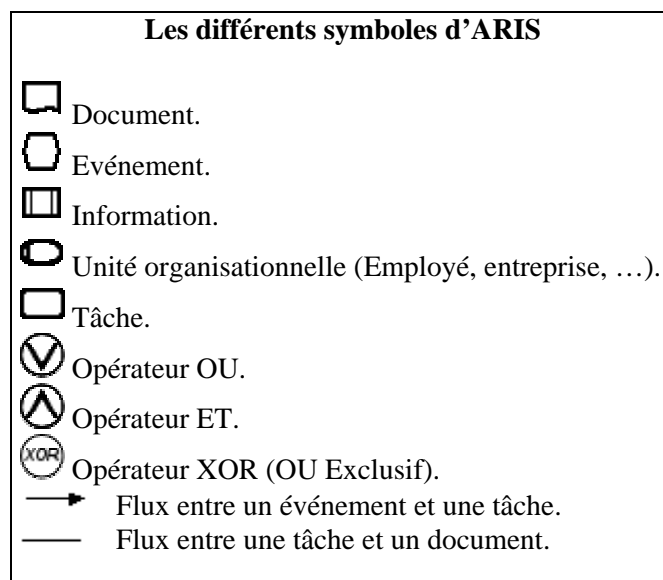 Les différents symboles d’ARIS
Document.
Evénement.
Information.
Unité organisationnelle (Employé, entreprise, …).
Tâche.
Opérateur OU.
Opérateur ET.
XOR Opérateur XOR (OU Exclusif).
Flux entre un événement et une tâche.
Flux entre une tâche et un document.